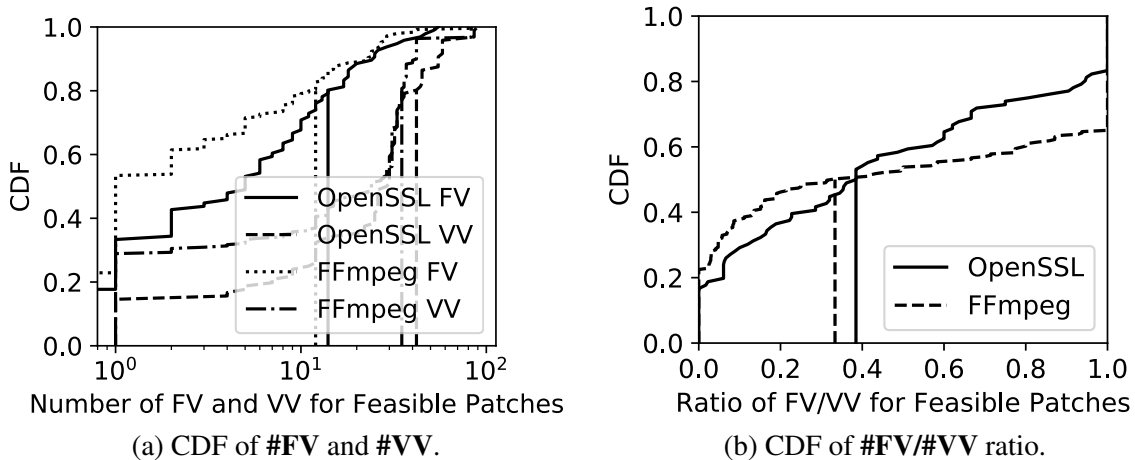 1.0
0.8
0.6
0.4
0.2
0.0
CDF
10^0
10^1
10^2
OpenSSL FV
OpenSSL VV
FFmpeg FV
FFmpeg VV
Number of FV and VV for Feasible Patches
(a) CDF of #FV and #VV.
1.0
0.8
0.6
0.4
0.2
0.0
CDF
0.0 0.2 0.4 0.6 0.8 1.0
OpenSSL
FFmpeg
Ratio of FV/VV for Feasible Patches
(b) CDF of #FV/#VV ratio.